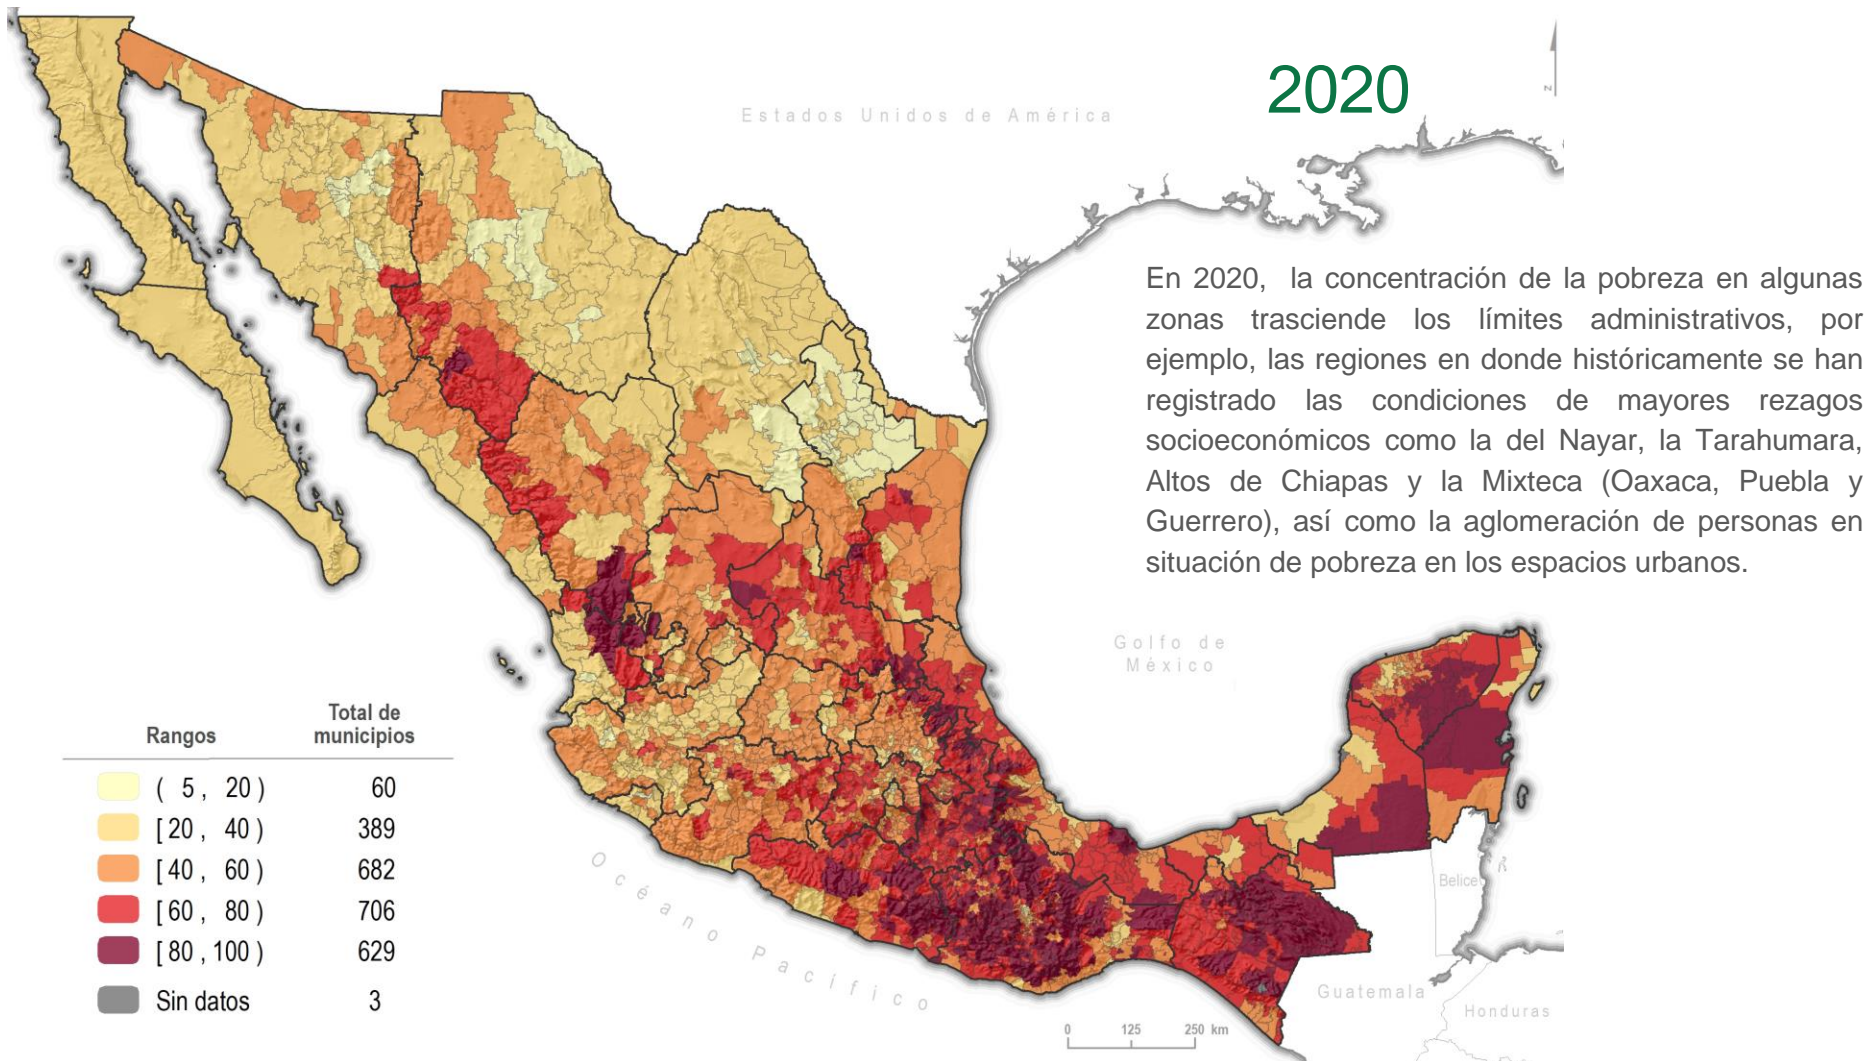 2020
N
Estados Unidos de América
En 2020, la concentración de la pobreza en algunas
zonas trasciende los límites administrativos, por
ejemplo, las regiones en donde históricamente se han
registrado las condiciones de mayores rezagos
socioeconómicos como la del Nayar, la Tarahumara,
Altos de Chiapas y la Mixteca (Oaxaca, Puebla y
Guerrero), así como la aglomeración de personas en
situación de pobreza en los espacios urbanos.
Golfo de
México
Rangos Total de
municipios
( 5 , 20 ) 60
[ 20 , 40 ) 389
[ 40 , 60 ) 682
[ 60 , 80 ) 706
[ 80 , 100 ) 629
Sin datos 3
Océano Pacífico
Belice
Guatemala
Honduras
0 125 250 km